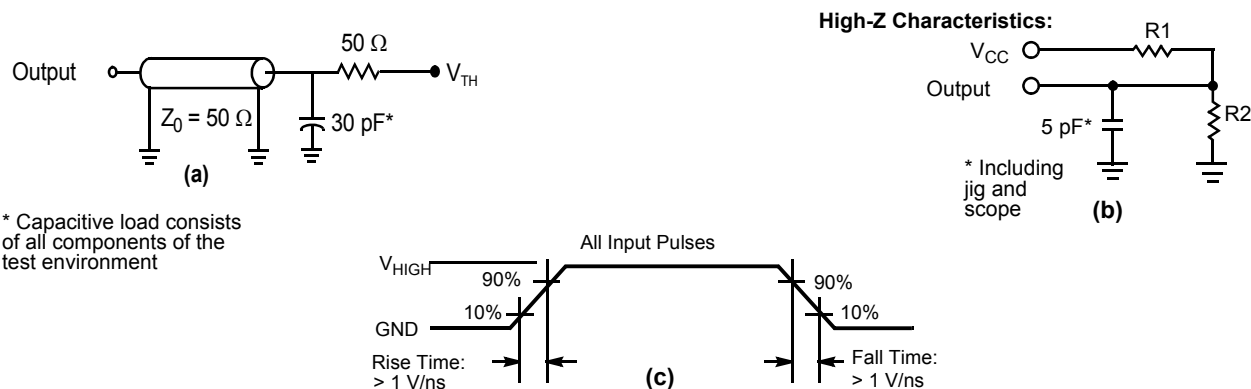 50 Ω
Output
V_TH
Z_0 = 50 Ω
30 pF*
(a)
* Capacitive load consists
of all components of the
test environment
High-Z Characteristics:
R1
V_CC
Output
R2
5 pF*
* Including
jig and
scope
(b)
All Input Pulses
V_HIGH
90%
90%
10%
10%
GND
Rise Time:
> 1 V/ns
(c)
Fall Time:
> 1 V/ns